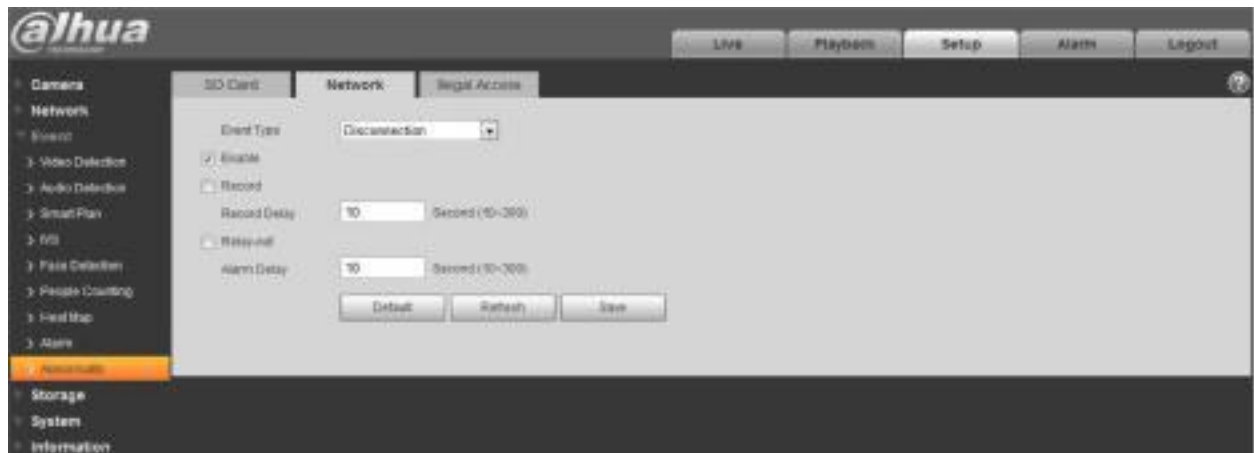 alhua
TECHNOLOGY
Live Playback Setup Alarm Logout
Camera
Network
Event
Video Detection
Audio Detection
Smart Plan
IVS
Face Detection
People Counting
Heat Map
Alarm
Abnormality
Storage
System
Information
SD Card Network Illegal Access
Event Type Disconnection
Enable
Record
Record Delay 10 Second (10~300)
Relay-out
Alarm Delay 10 Second (10~300)
Default Refresh Save